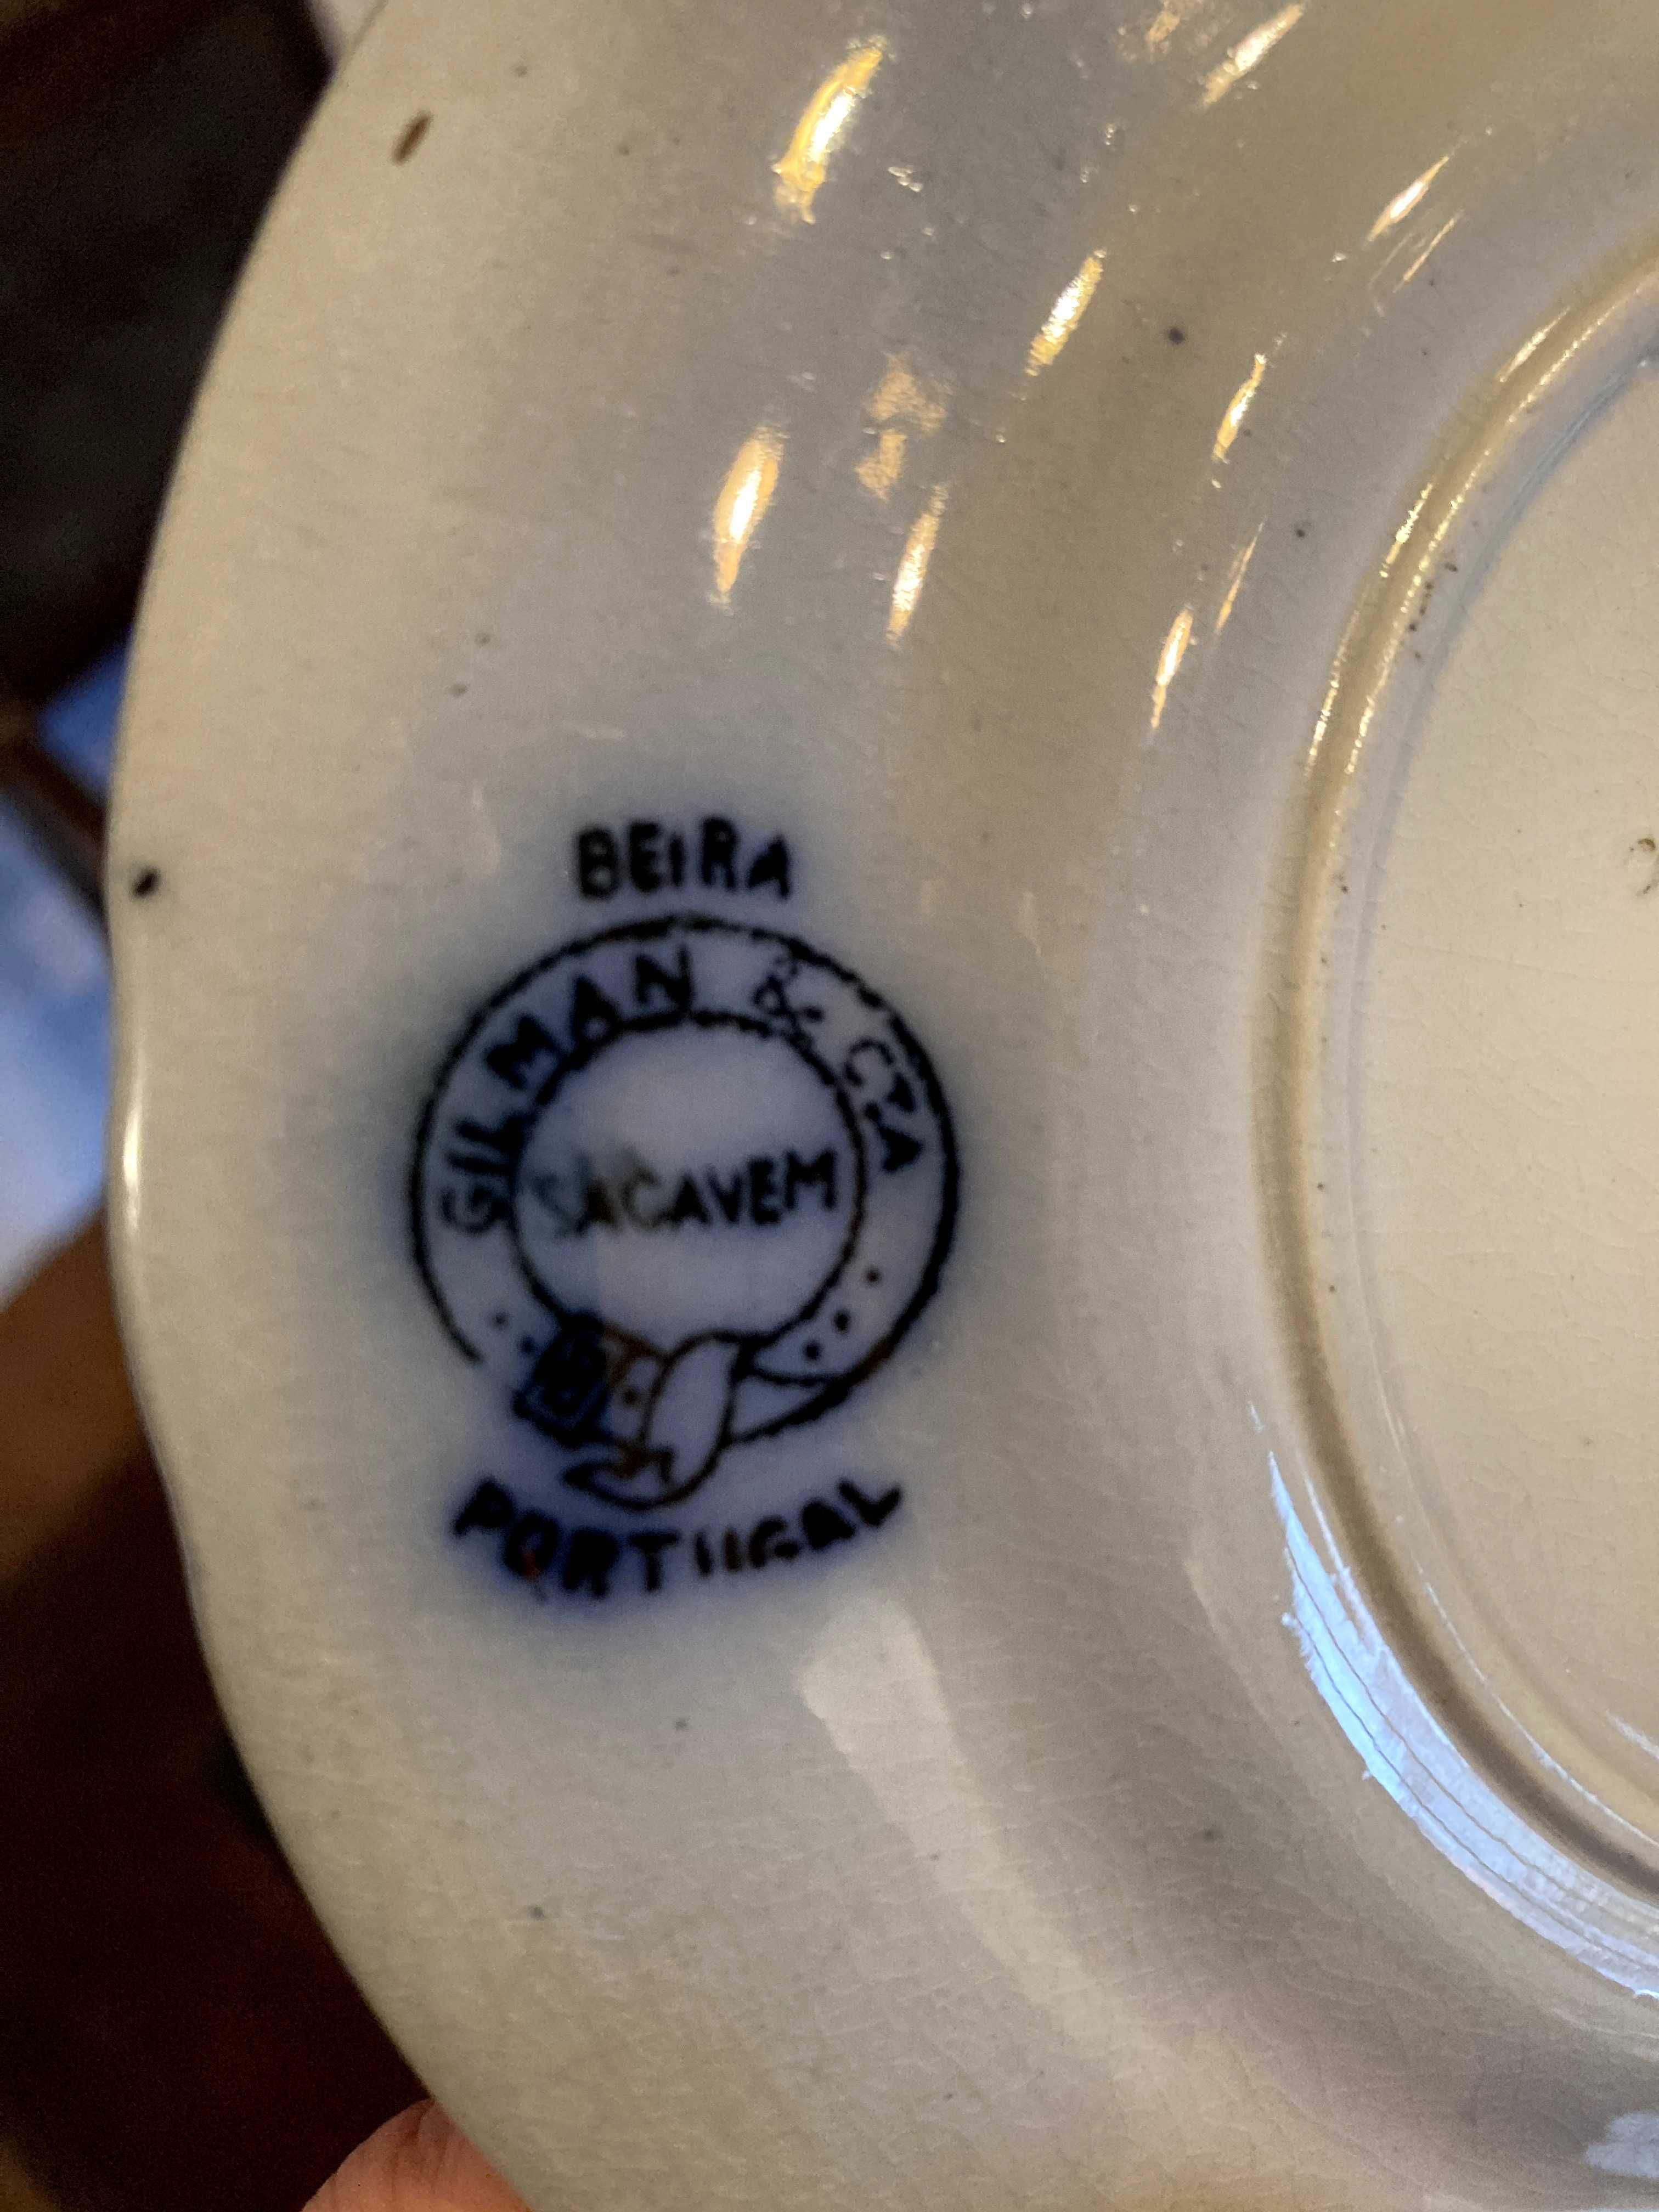 BEIRA
GILMAN & CTA
SACAVEM
PORTUGAL